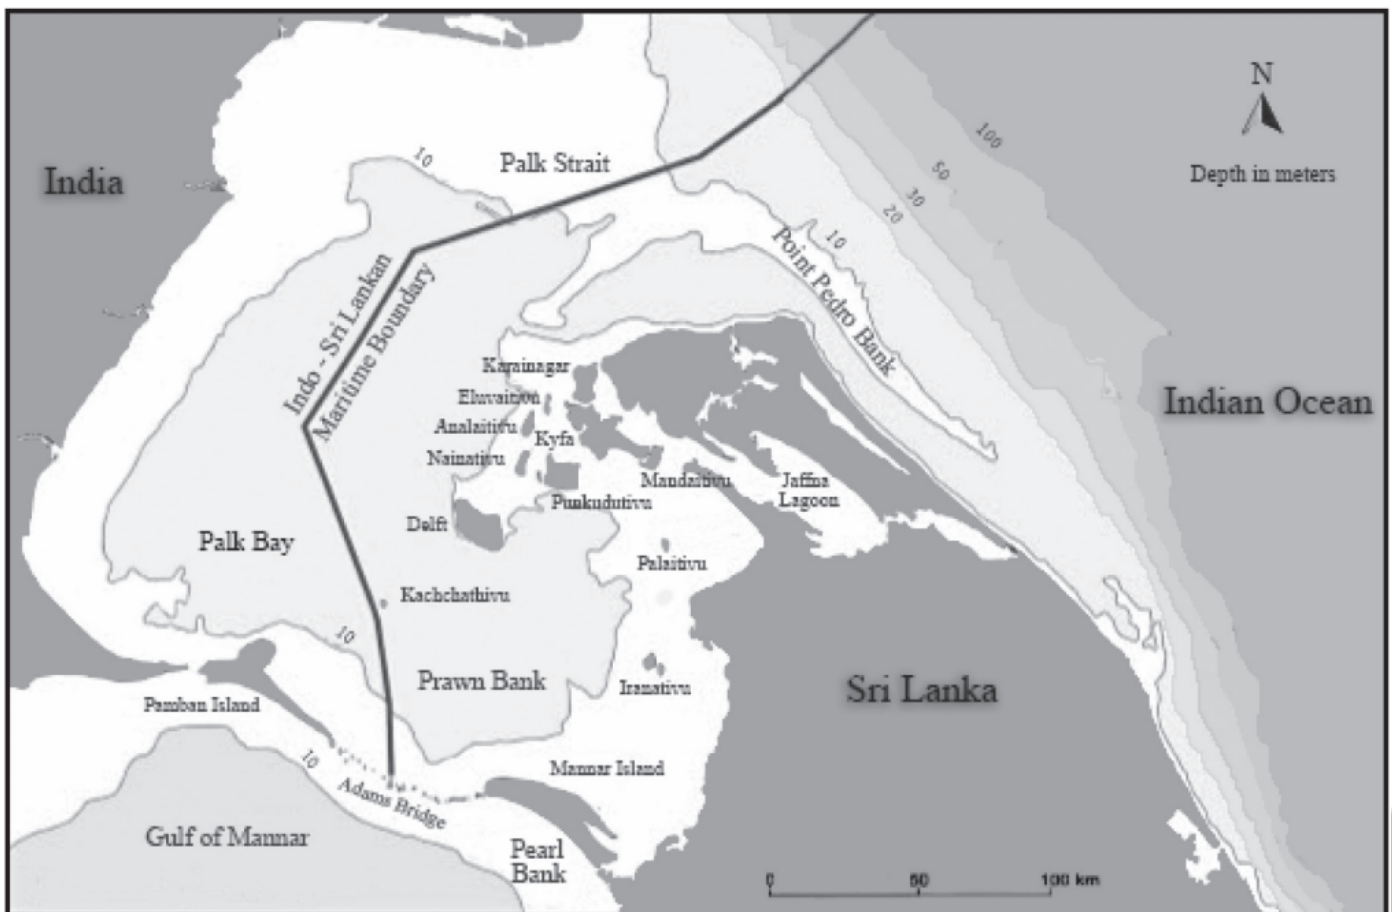 N
Depth in meters
India
Palk Strait
10
100
50
30
20
10
Point Pedro Bank
Indo - Sri Lankan
Maritime Boundary
Indian Ocean
Karainagar
Eluvaitivu
Analaitivu
Kyfa
Nainativu
Mandaitivu
Jaffna
Lagoon
Punkudutivu
Delft
Palk Bay
Palaitivu
Kachchathivu
10
Prawn Bank
Iranativu
Sri Lanka
Pamban Island
10
Mannar Island
Adams Bridge
Gulf of Mannar
Pearl
Bank
0 50 100 km